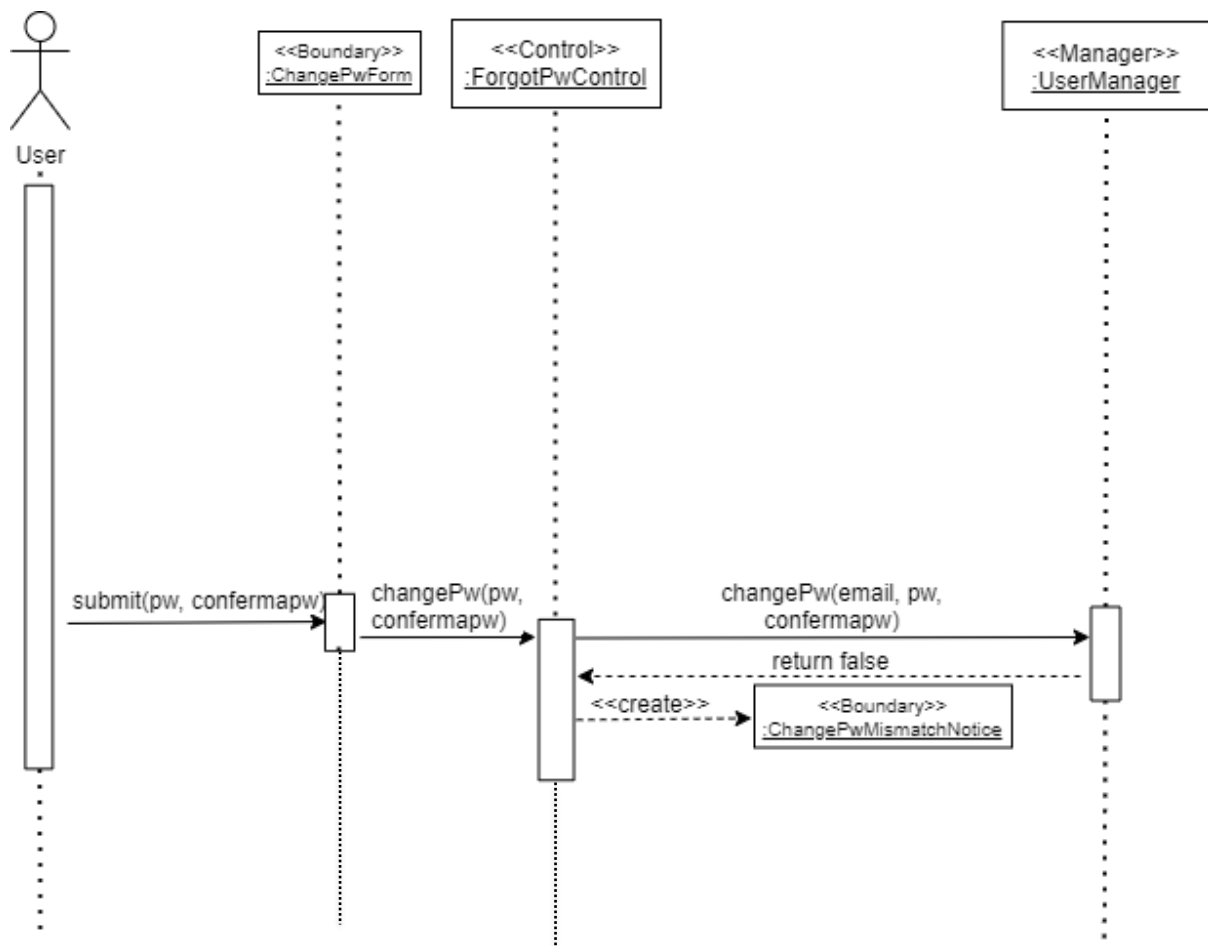 <<Boundary>>
:ChangePwForm
<<Control>>
:ForgotPwControl
<<Manager>>
:UserManager
User
submit(pw, confermapw)
changePw(pw,
confermapw)
changePw(email, pw,
confermapw)
return false
<<create>>
<<Boundary>>
:ChangePwMismatchNotice